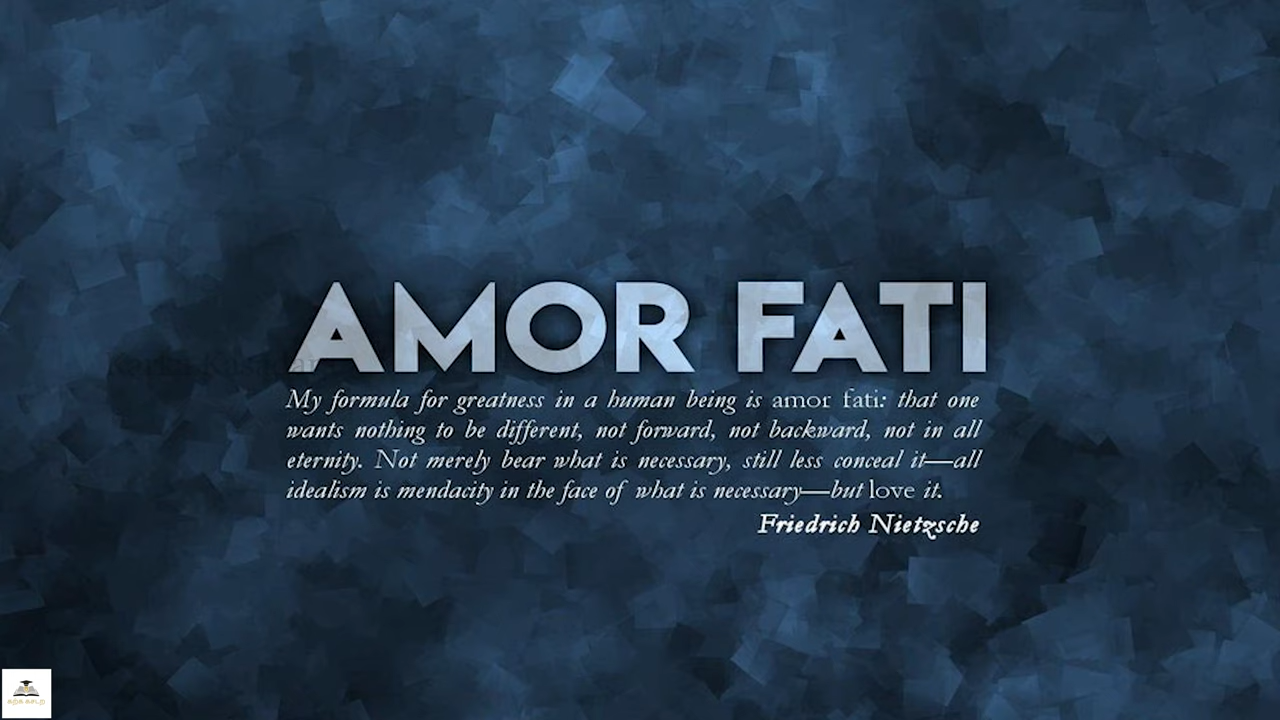 AMOR FATI
My formula for greatness in a human being is amor fati: that one
wants nothing to be different, not forward, not backward, not in all
eternity. Not merely bear what is necessary, still less conceal it—all
idealism is mendacity in the face of what is necessary—but love it.
Friedrich Nietzsche
கற்க கசடற